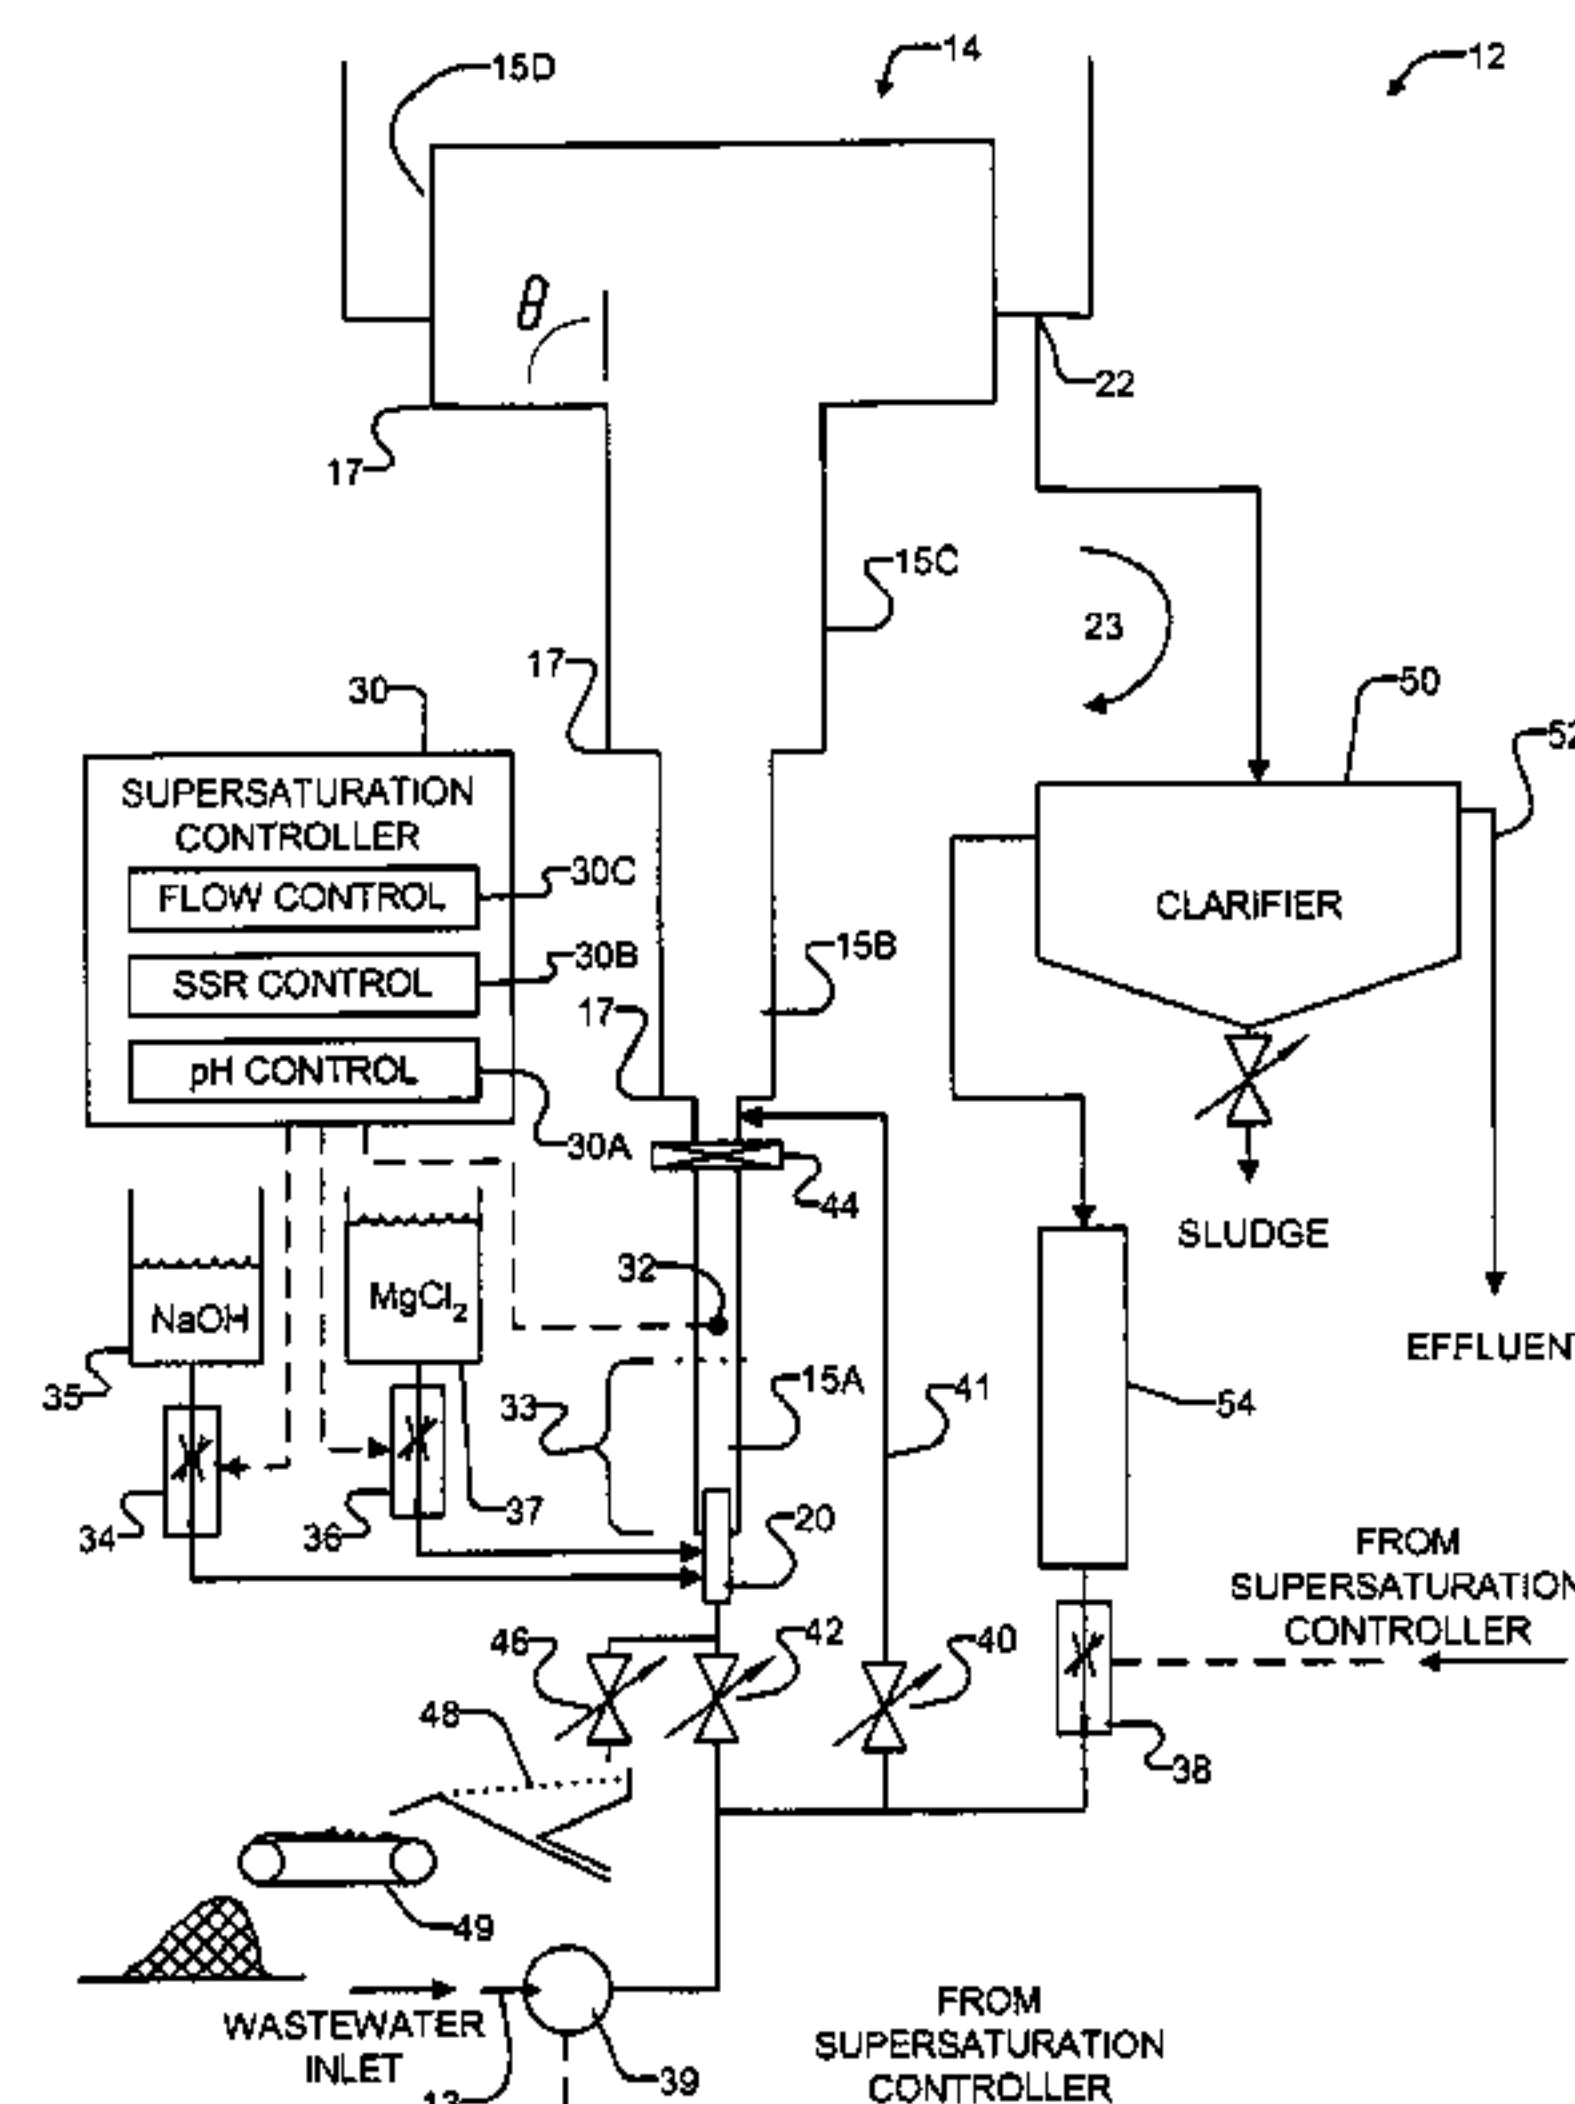 15D
14
12
θ
22
17
15C
23
17
30
50
52
SUPERSATURATION
CONTROLLER
FLOW CONTROL
30C
CLARIFIER
15B
SSR CONTROL
30B
17
pH CONTROL
30A
44
SLUDGE
32
MgCl2
NaOH
EFFLUENT
35
33
15A
41
54
34
36
37
20
FROM
SUPERSATURATION
CONTROLLER
46
42
40
48
38
49
WASTEWATER
INLET
13
39
FROM
SUPERSATURATION
CONTROLLER